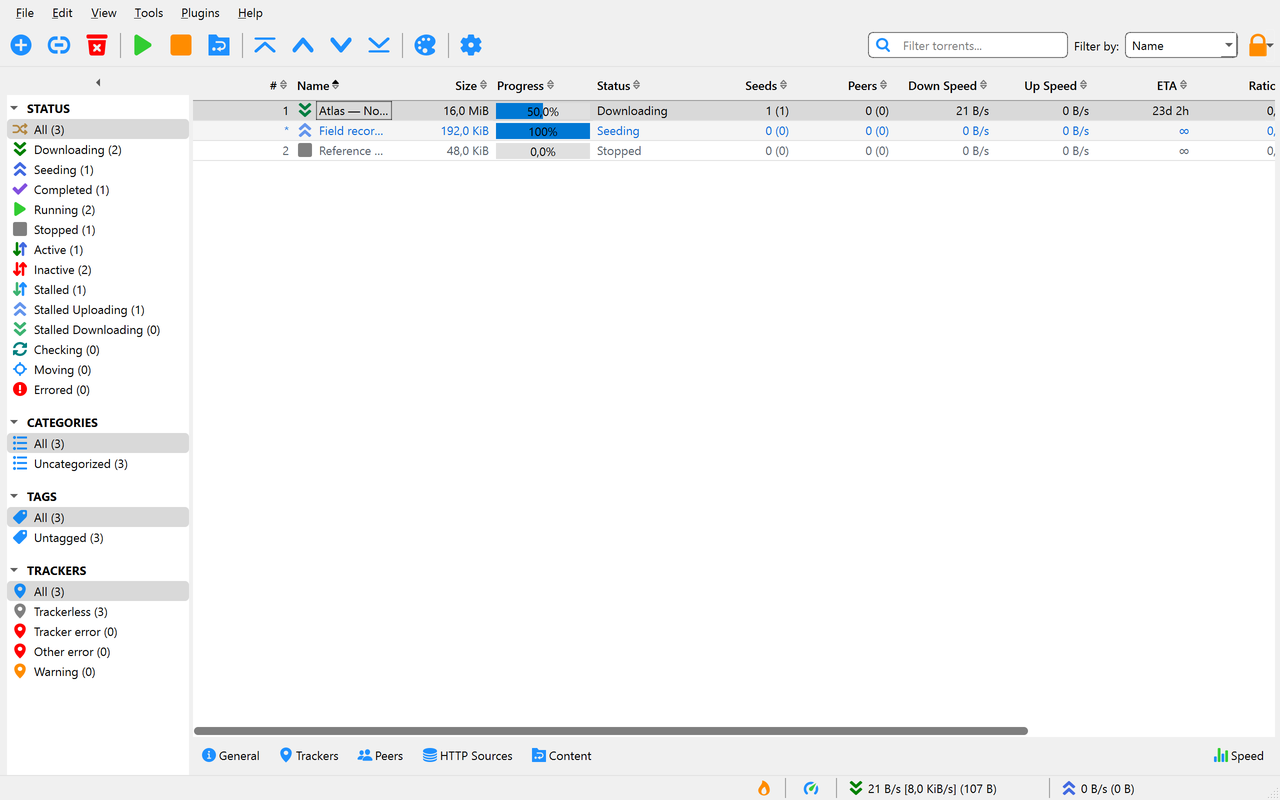 File Edit View Tools Plugins Help
Filter torrents... Filter by: Name
# Name Size Progress Status Seeds Peers Down Speed Up Speed ETA Ratio
1 Atlas — No... 16,0 MiB 50,0% Downloading 1 (1) 0 (0) 21 B/s 0 B/s 23d 2h 0,
* Field recor... 192,0 KiB 100% Seeding 0 (0) 0 (0) 0 B/s 0 B/s ∞ 0,
2 Reference ... 48,0 KiB 0,0% Stopped 0 (0) 0 (0) 0 B/s 0 B/s ∞ 0,
STATUS
All (3)
Downloading (2)
Seeding (1)
Completed (1)
Running (2)
Stopped (1)
Active (1)
Inactive (2)
Stalled (1)
Stalled Uploading (1)
Stalled Downloading (0)
Checking (0)
Moving (0)
Errored (0)
CATEGORIES
All (3)
Uncategorized (3)
TAGS
All (3)
Untagged (3)
TRACKERS
All (3)
Trackerless (3)
Tracker error (0)
Other error (0)
Warning (0)
General Trackers Peers HTTP Sources Content Speed
21 B/s [8,0 KiB/s] (107 B) 0 B/s (0 B)